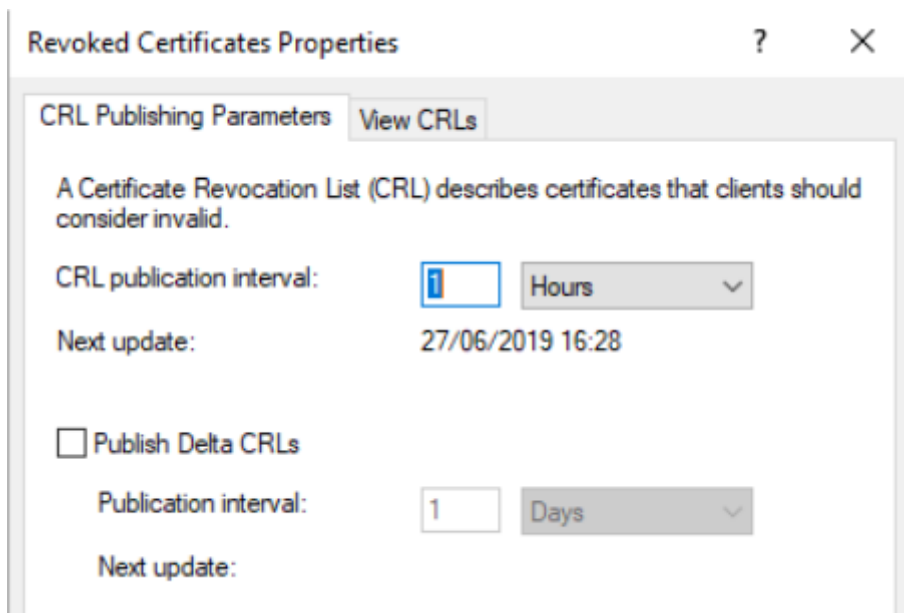 Revoked Certificates Properties ? ×
CRL Publishing Parameters View CRLs
A Certificate Revocation List (CRL) describes certificates that clients should
consider invalid.
CRL publication interval: 1 Hours
Next update: 27/06/2019 16:28
Publish Delta CRLs
Publication interval: 1 Days
Next update: